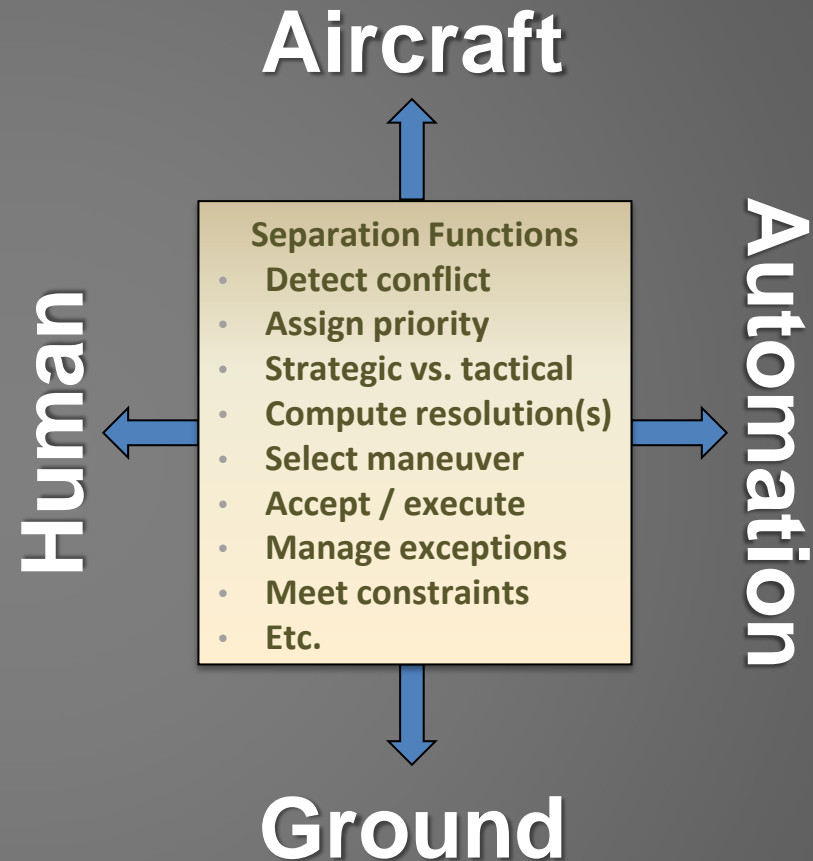 Aircraft
Human
Separation Functions
• Detect conflict
• Assign priority
• Strategic vs. tactical
• Compute resolution(s)
• Select maneuver
• Accept / execute
• Manage exceptions
• Meet constraints
• Etc.
Automation
Ground